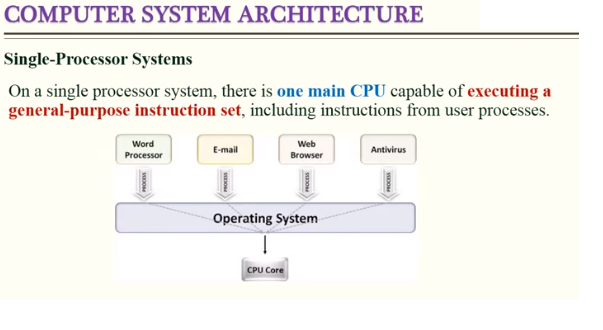 COMPUTER SYSTEM ARCHITECTURE
Single-Processor Systems
On a single processor system, there is one main CPU capable of executing a
general-purpose instruction set, including instructions from user processes.
Word
Processor
E-mail
Web
Browser
Antivirus
PROCESS
PROCESS
PROCESS
PROCESS
Operating System
CPU Core